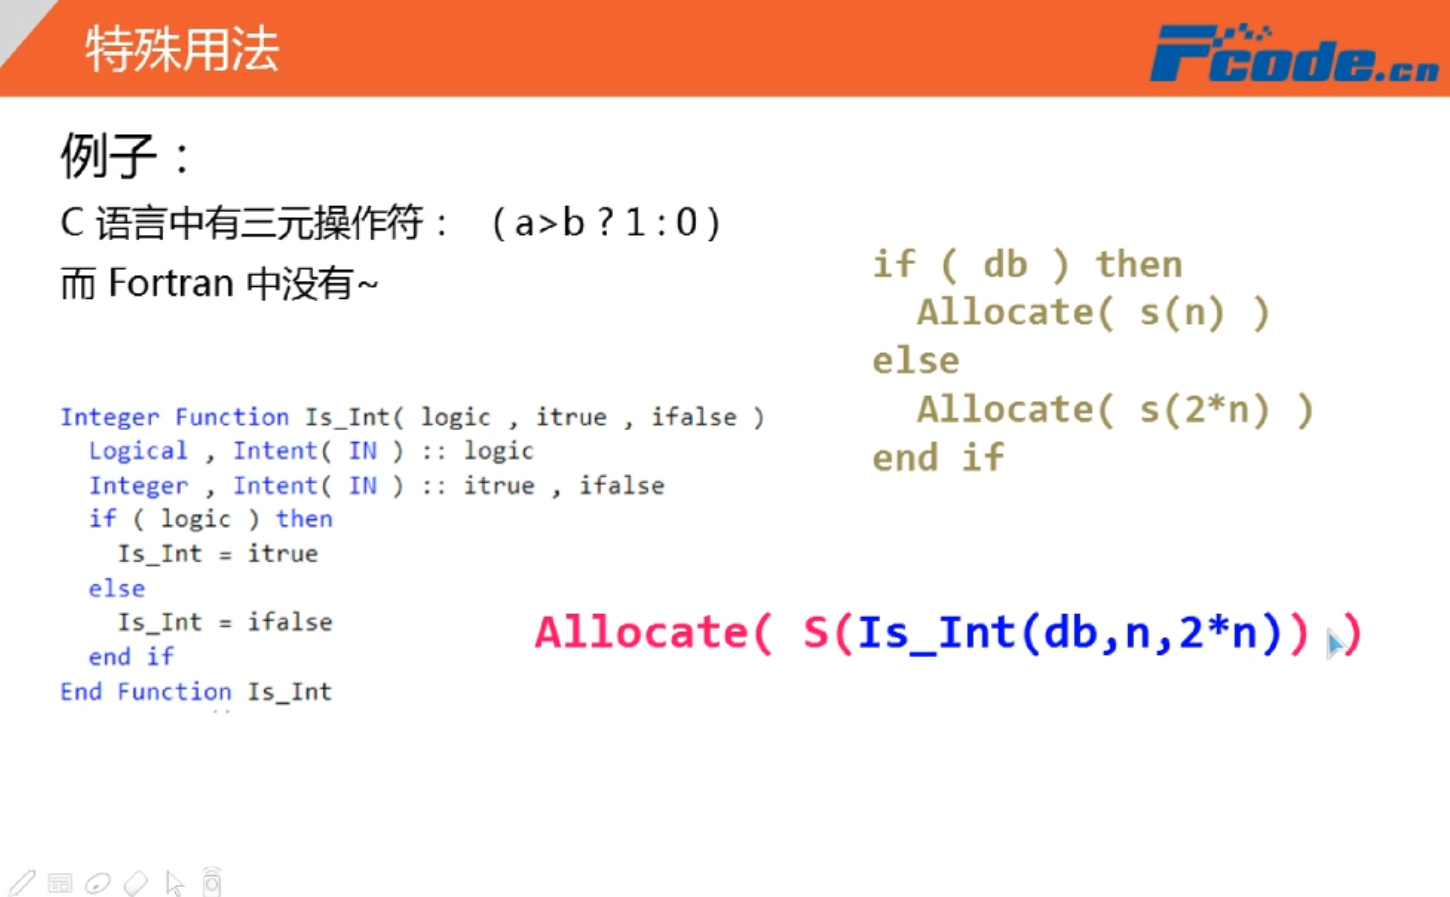 特殊用法
Fcode.cn
例子：
C 语言中有三元操作符： ( a>b ? 1 : 0 )
而 Fortran 中没有~
if ( db ) then
Allocate( s(n) )
else
Allocate( s(2*n) )
end if
Integer Function Is_Int( logic , itrue , ifalse )
Logical , Intent( IN ) :: logic
Integer , Intent( IN ) :: itrue , ifalse
if ( logic ) then
Is_Int = itrue
else
Is_Int = ifalse
end if
End Function Is_Int
Allocate( S(Is_Int(db,n,2*n)) )